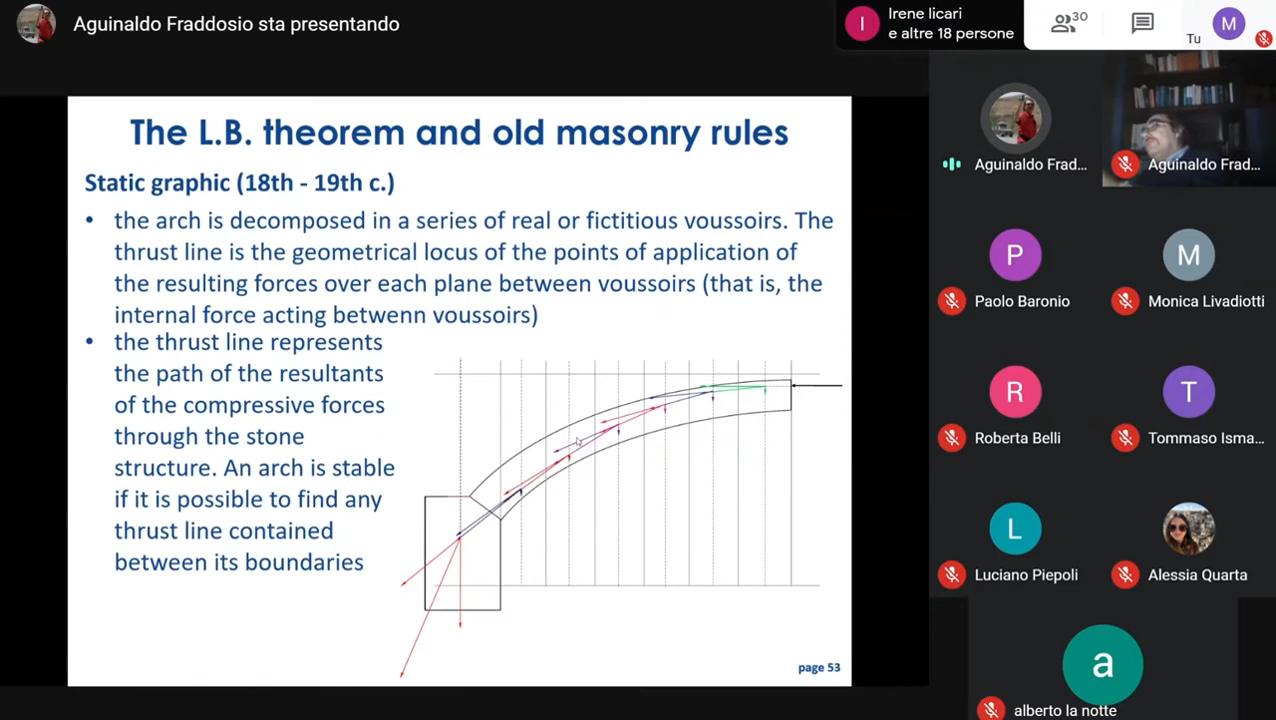 Aguinaldo Fraddosio sta presentando
I
Irene licari
e altre 18 persone
30
Tu
M
The L.B. theorem and old masonry rules
Static graphic (18th - 19th c.)
• the arch is decomposed in a series of real or fictitious voussoirs. The
thrust line is the geometrical locus of the points of application of
the resulting forces over each plane between voussoirs (that is, the
internal force acting betwenn voussoirs)
• the thrust line represents
the path of the resultants
of the compressive forces
through the stone
structure. An arch is stable
if it is possible to find any
thrust line contained
between its boundaries
page 53
Aguinaldo Frad...
Aguinaldo Frad...
P
Paolo Baronio
M
Monica Livadiotti
R
Roberta Belli
T
Tommaso Isma...
L
Luciano Piepoli
Alessia Quarta
a
alberto la notte